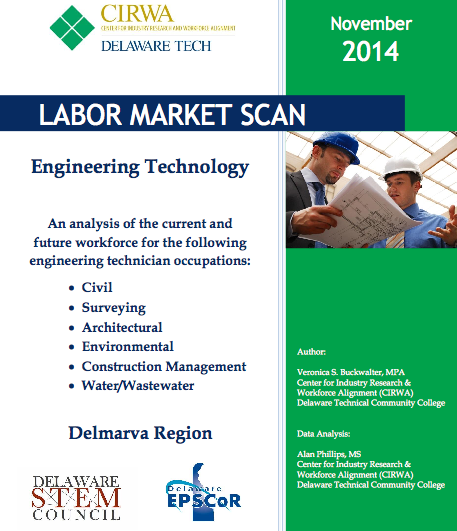 CIRWA
CENTER OF INDUSTRY RESEARCH AND WORKFORCE ALIGNMENT
DELAWARE TECH
November
2014
LABOR MARKET SCAN
Engineering Technology
An analysis of the current and
future workforce for the following
engineering technician occupations:
• Civil
• Surveying
• Architectural
• Environmental
• Construction Management
• Water/Wastewater
Delmarva Region
Author:
Veronica S. Buckwalter, MPA
Center for Industry Research &
Workforce Alignment (CIRWA)
Delaware Technical Community College
Data Analysis:
Alan Phillips, MS
Center for Industry Research &
Workforce Alignment (CIRWA)
Delaware Technical Community College
DELAWARE
STEM
COUNCIL
Delaware
EPSCoR